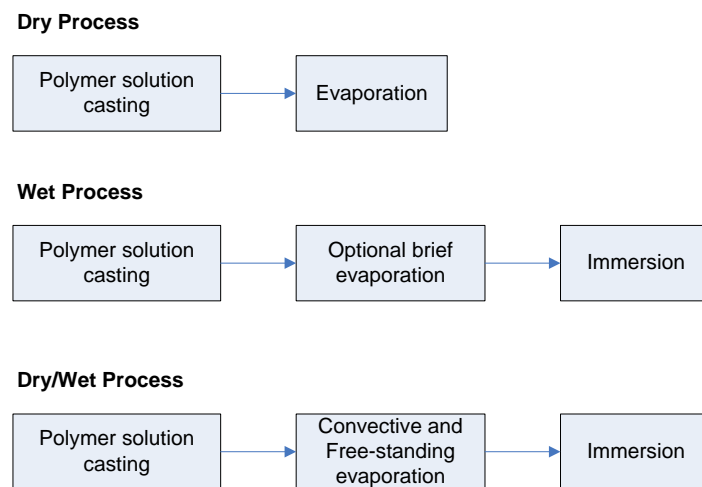 Dry Process
Polymer solution
casting
Evaporation
Wet Process
Polymer solution
casting
Optional brief
evaporation
Immersion
Dry/Wet Process
Polymer solution
casting
Convective and
Free-standing
evaporation
Immersion